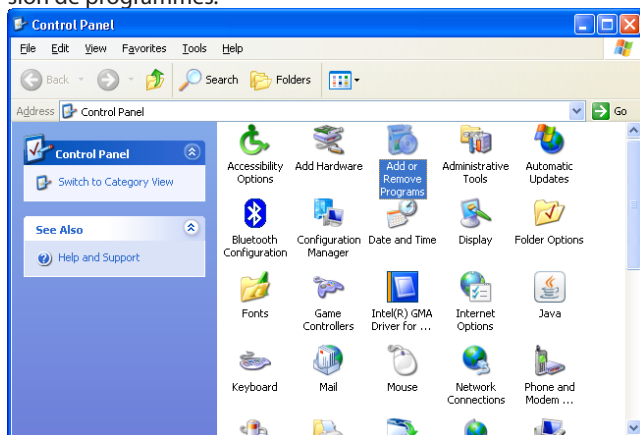 sion de programmes.
Control Panel
File Edit View Favorites Tools Help
Back Search Folders
Address Control Panel Go
Control Panel
Switch to Category View
See Also
Help and Support
Accessibility Options
Add Hardware
Add or Remove Programs
Administrative Tools
Automatic Updates
Bluetooth Configuration
Configuration Manager
Date and Time
Display
Folder Options
Fonts
Game Controllers
Intel(R) GMA Driver for ...
Internet Options
Java
Keyboard
Mail
Mouse
Network Connections
Phone and Modem ...